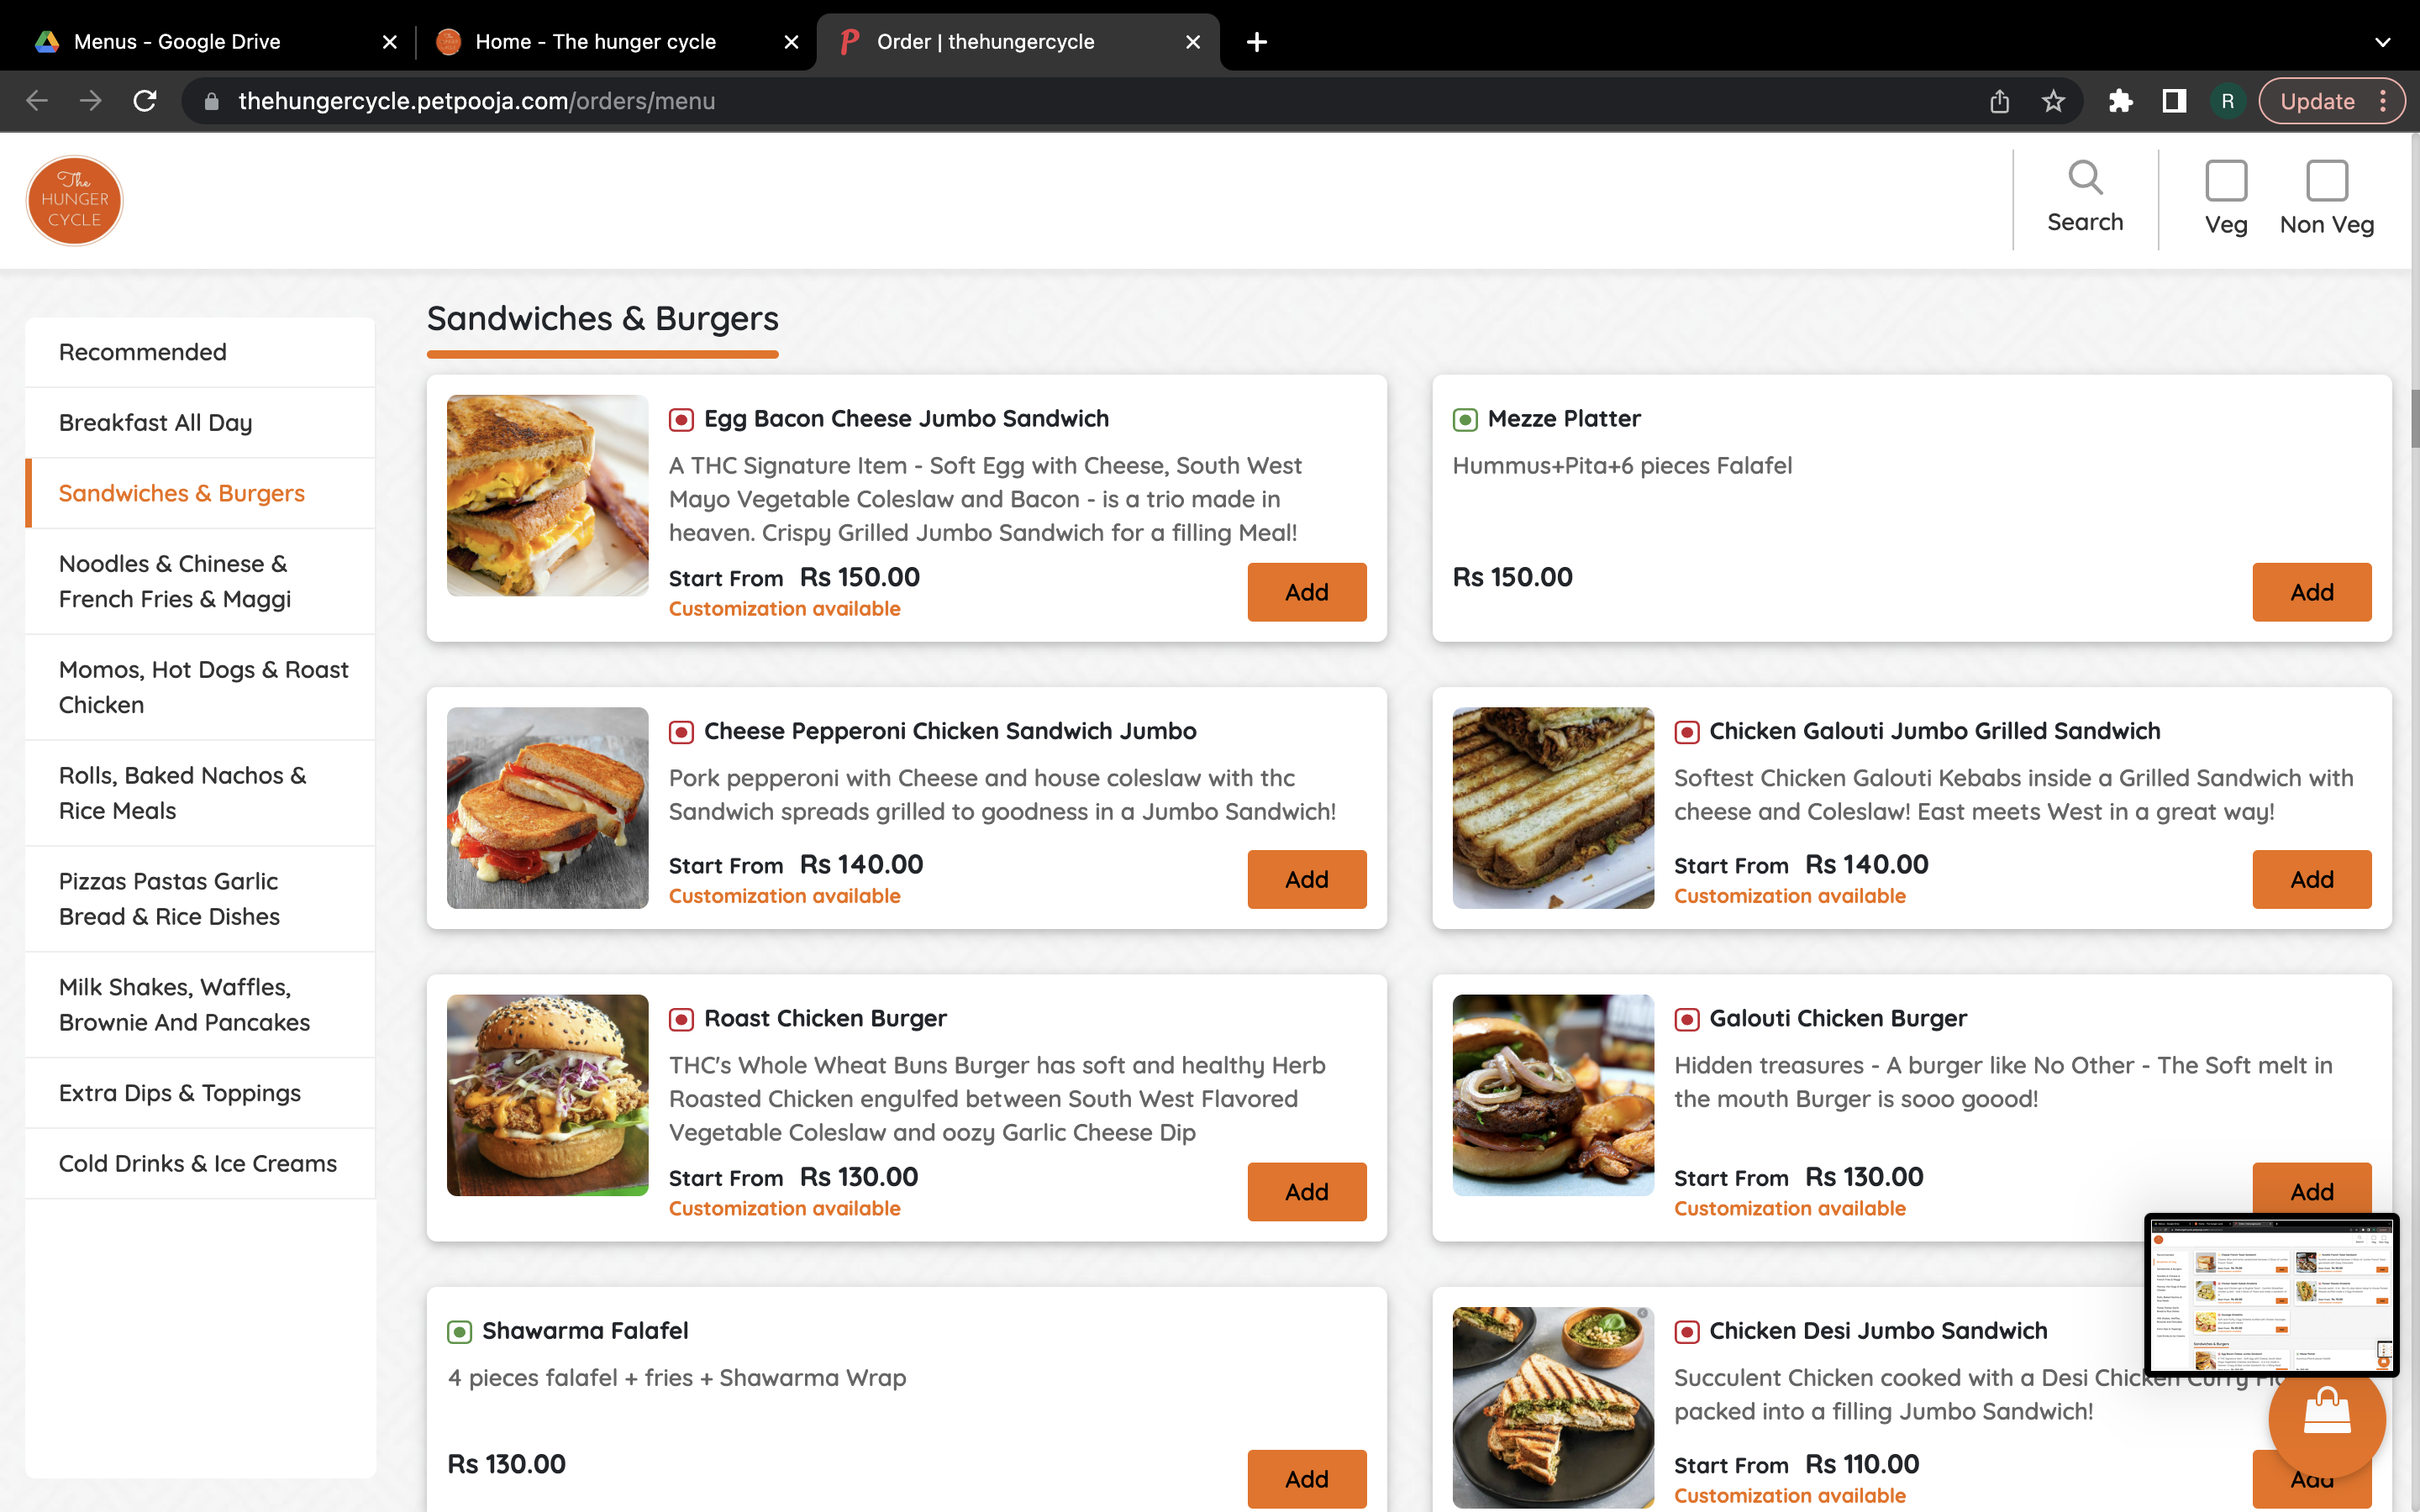 Menus - Google Drive
Home - The hunger cycle
Order | thehungercycle
thehungercycle.petpooja.com/orders/menu
R
Update
The
HUNGER
CYCLE
Search
Veg
Non Veg
Recommended
Breakfast All Day
Sandwiches & Burgers
Noodles & Chinese &
French Fries & Maggi
Momos, Hot Dogs & Roast
Chicken
Rolls, Baked Nachos &
Rice Meals
Pizzas Pastas Garlic
Bread & Rice Dishes
Milk Shakes, Waffles,
Brownie And Pancakes
Extra Dips & Toppings
Cold Drinks & Ice Creams
Sandwiches & Burgers
Egg Bacon Cheese Jumbo Sandwich
A THC Signature Item - Soft Egg with Cheese, South West
Mayo Vegetable Coleslaw and Bacon - is a trio made in
heaven. Crispy Grilled Jumbo Sandwich for a filling Meal!
Start From Rs 150.00
Customization available
Add
Mezze Platter
Hummus+Pita+6 pieces Falafel
Rs 150.00
Add
Cheese Pepperoni Chicken Sandwich Jumbo
Pork pepperoni with Cheese and house coleslaw with thc
Sandwich spreads grilled to goodness in a Jumbo Sandwich!
Start From Rs 140.00
Customization available
Add
Chicken Galouti Jumbo Grilled Sandwich
Softest Chicken Galouti Kebabs inside a Grilled Sandwich with
cheese and Coleslaw! East meets West in a great way!
Start From Rs 140.00
Customization available
Add
Roast Chicken Burger
THC's Whole Wheat Buns Burger has soft and healthy Herb
Roasted Chicken engulfed between South West Flavored
Vegetable Coleslaw and oozy Garlic Cheese Dip
Start From Rs 130.00
Customization available
Add
Galouti Chicken Burger
Hidden treasures - A burger like No Other - The Soft melt in
the mouth Burger is sooo goood!
Start From Rs 130.00
Customization available
Add
Shawarma Falafel
4 pieces falafel + fries + Shawarma Wrap
Rs 130.00
Add
Chicken Desi Jumbo Sandwich
Succulent Chicken cooked with a Desi Chicken Curry
packed into a filling Jumbo Sandwich!
Start From Rs 110.00
Customization available
Add